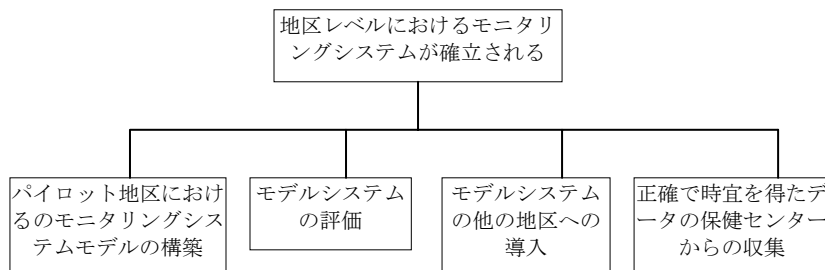 地区レベルにおけるモニタリ
ングシステムが確立される
パイロット地区におけ
るのモニタリングシス
テムモデルの構築
モデルシステム
の評価
モデルシステム
の他の地区への
導入
正確で時宜を得たデ
ータの保健センター
からの収集